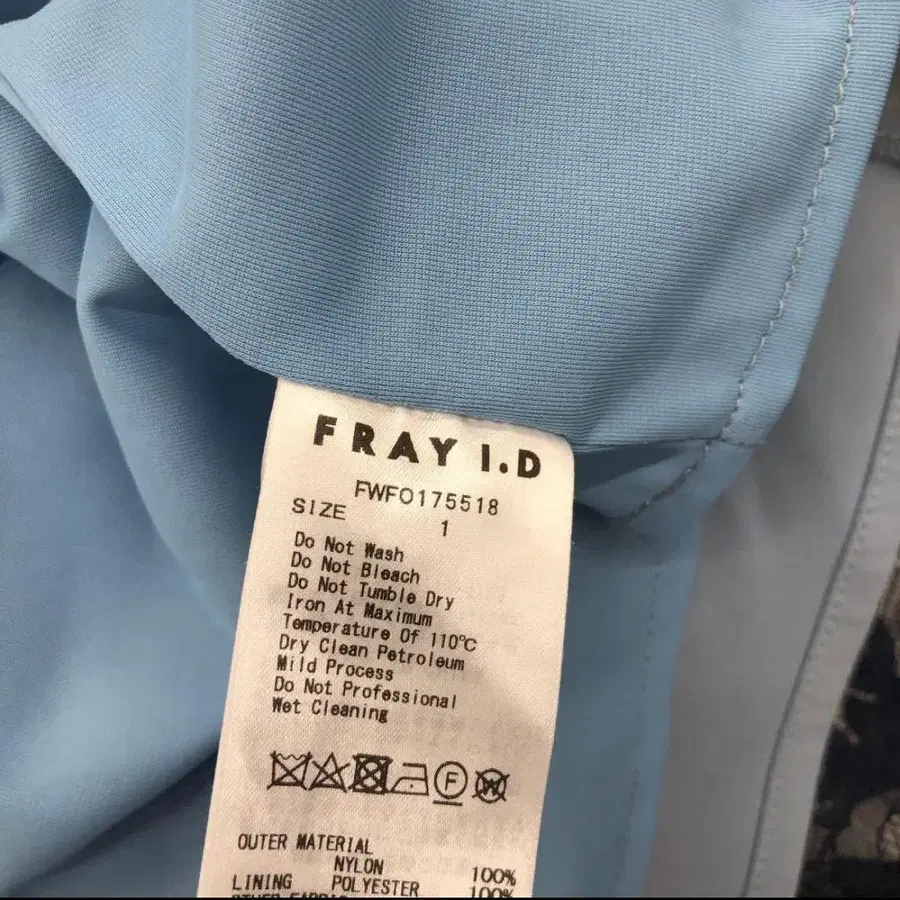 FRAY I.D
FWFO175518
SIZE 1
Do Not Wash
Do Not Bleach
Do Not Tumble Dry
Iron At Maximum
Temperature Of 110℃
Dry Clean Petroleum
Mild Process
Do Not Professional
Wet Cleaning
F W
OUTER MATERIAL
NYLON 100%
LINING POLYESTER 100%